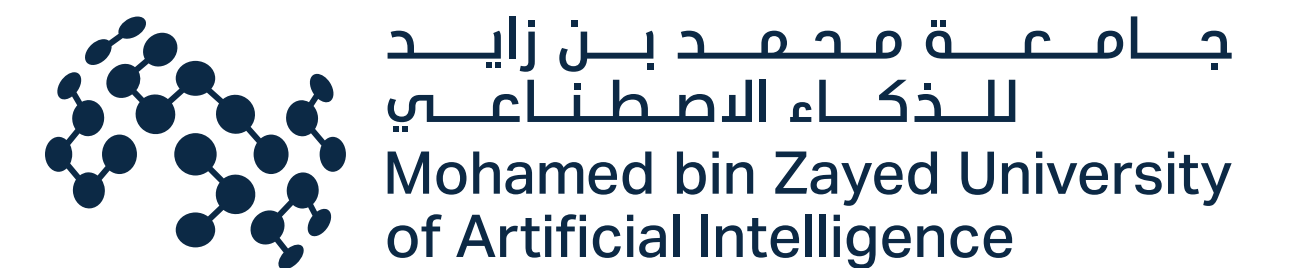 جامعة محمد بن زايد
للذكاء الاصطناعي
Mohamed bin Zayed University
of Artificial Intelligence